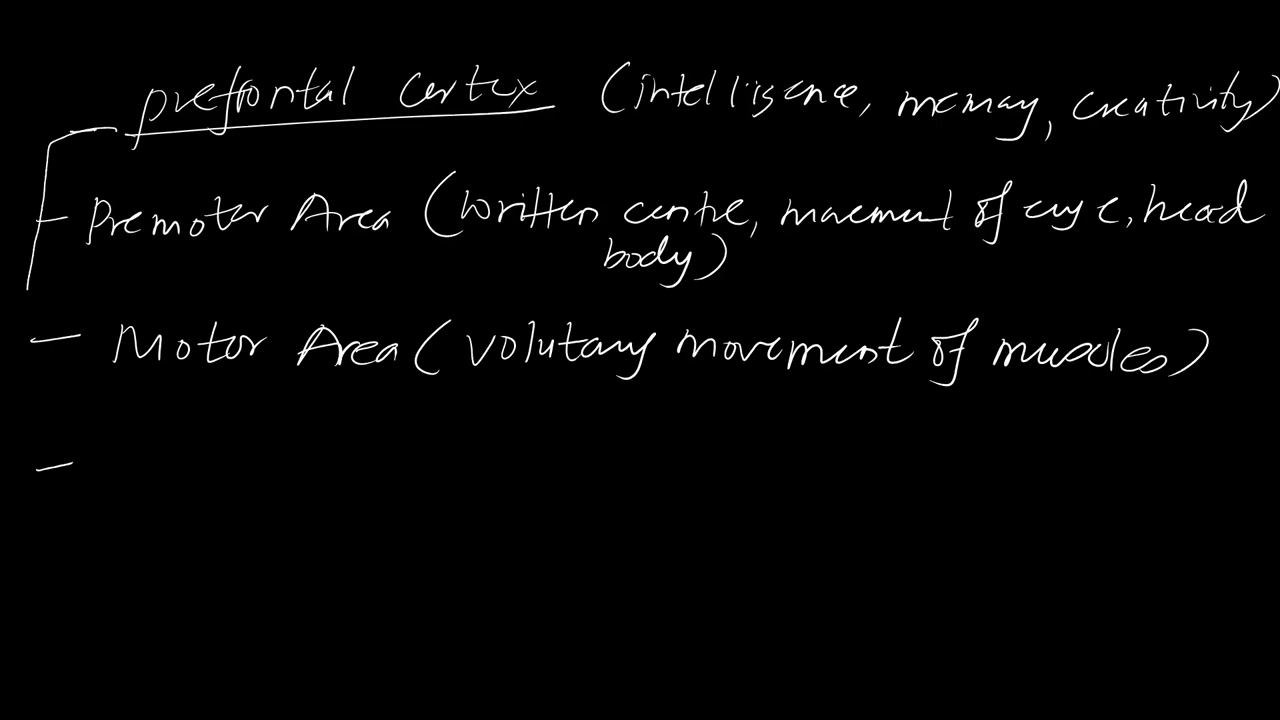 prefrontal cortex (intelligence, memory, creativity)
- Premotor Area (written centre, movement of eye, head
body)
- Motor Area (volutary movement of muscles)
-